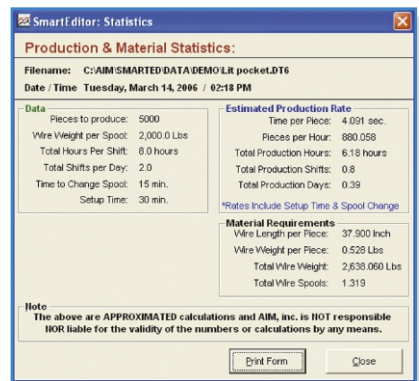 SmartEditor: Statistics
Production & Material Statistics:
Filename: C:\AIM\SMARTED\DATA\DEMO\Lit pocket.DT6
Date / Time Tuesday, March 14, 2006 / 02:18 PM
Data
Pieces to produce: 5000
Wire Weight per Spool: 2,000.0 Lbs
Total Hours Per Shift: 8.0 hours
Total Shifts per Day: 2.0
Time to Change Spool: 15 min.
Setup Time: 30 min.
Estimated Production Rate
Time per Piece: 4.091 sec.
Pieces per Hour: 880.058
Total Production Hours: 6.18 hours
Total Production Shifts: 0.8
Total Production Days: 0.39
*Rates Include Setup Time & Spool Change
Material Requirements
Wire Length per Piece: 37.900 Inch
Wire Weight per Piece: 0.528 Lbs
Total Wire Weight: 2,638.060 Lbs
Total Wire Spools: 1.319
Note
The above are APPROXIMATED calculations and AIM, inc. is NOT responsible
NOR liable for the validity of the numbers or calculations by any means.
Print Form
Close